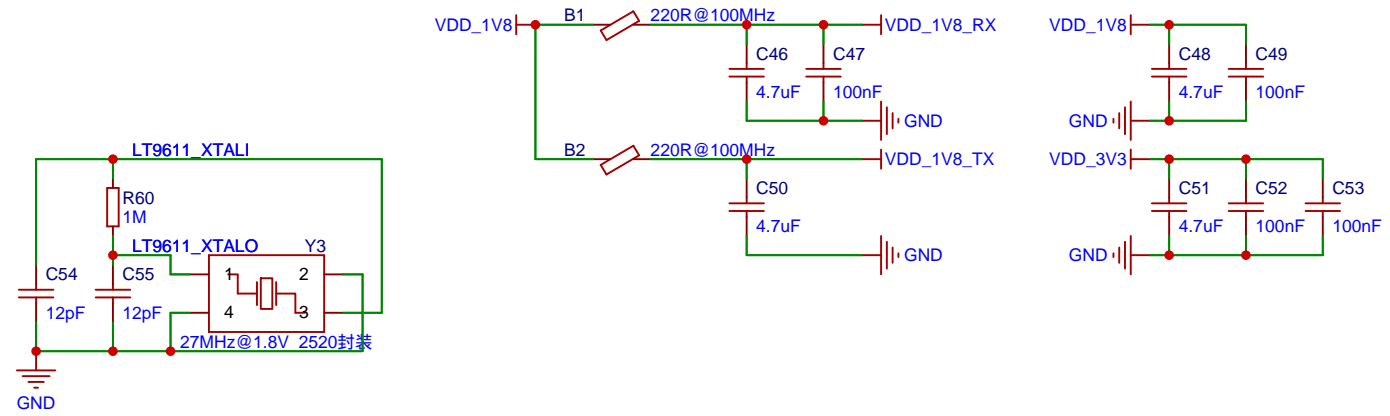 VDD_1V8
B1
220R@100MHz
VDD_1V8_RX
C46
4.7uF
C47
100nF
GND
B2
220R@100MHz
VDD_1V8_TX
C50
4.7uF
GND
VDD_1V8
C48
4.7uF
C49
100nF
GND
VDD_3V3
C51
4.7uF
C52
100nF
C53
100nF
GND
LT9611_XTALI
R60
1M
LT9611_XTALO
Y3
C54
12pF
C55
12pF
1
2
4
3
27MHz@1.8V 2520封装
GND